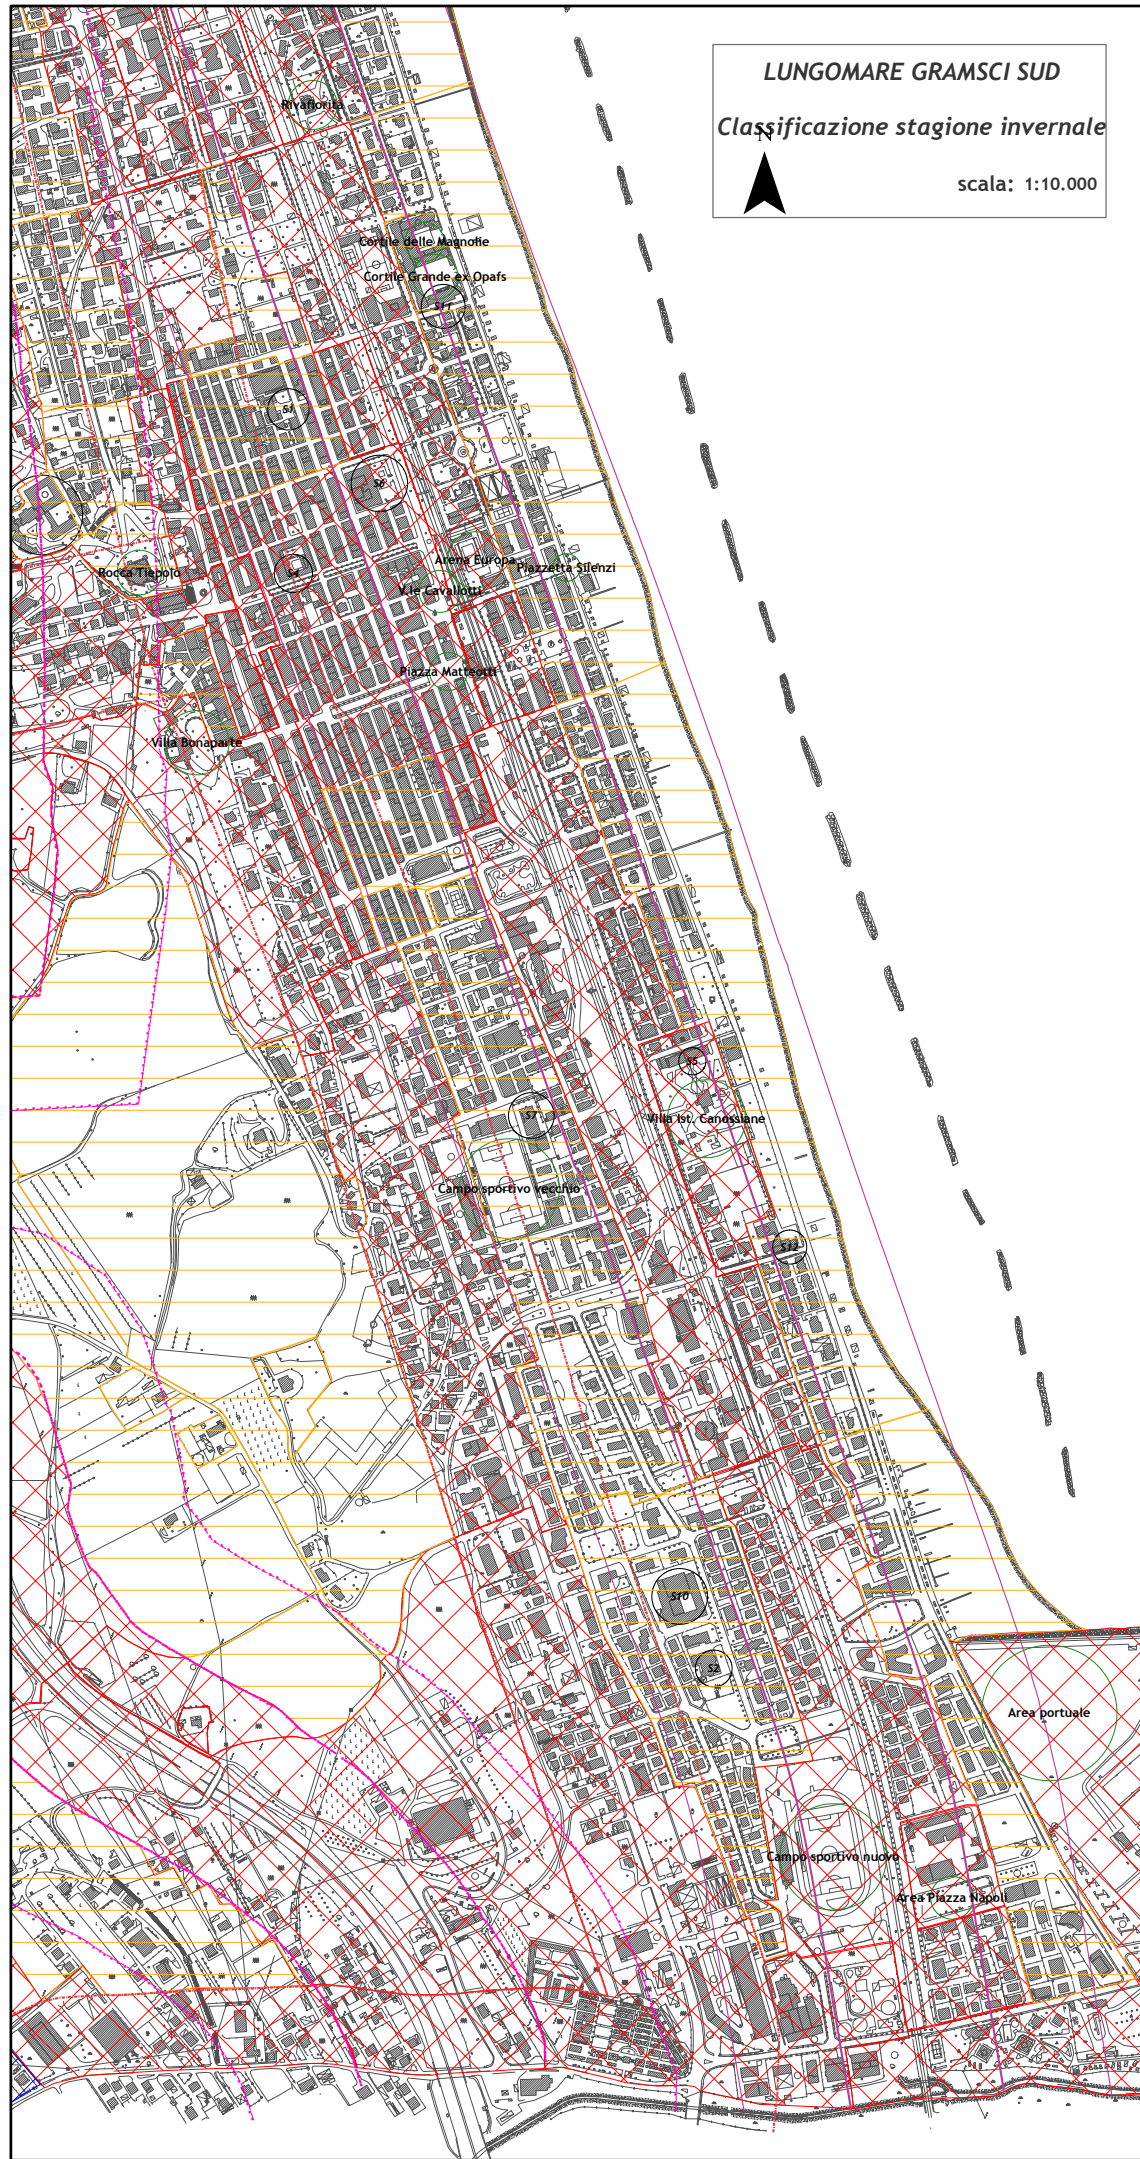 LUNGOMARE GRAMSCI SUD
Classificazione stagione invernale
N
scala: 1:10.000
Rivafiorita
Cortile delle Magnolie
Cortile Grande ex Opafs
S11
S1
S6
Arena Europa
Piazzetta Silenzi
Rocca Tiepolo
S4
V.le Cavallotti
Piazza Matteotti
Villa Bonaparte
S5
S7
Villa Ist. Canossiane
Campo sportivo vecchio
S12
S10
S2
Area portuale
Campo sportivo nuovo
Area Piazza Napoli